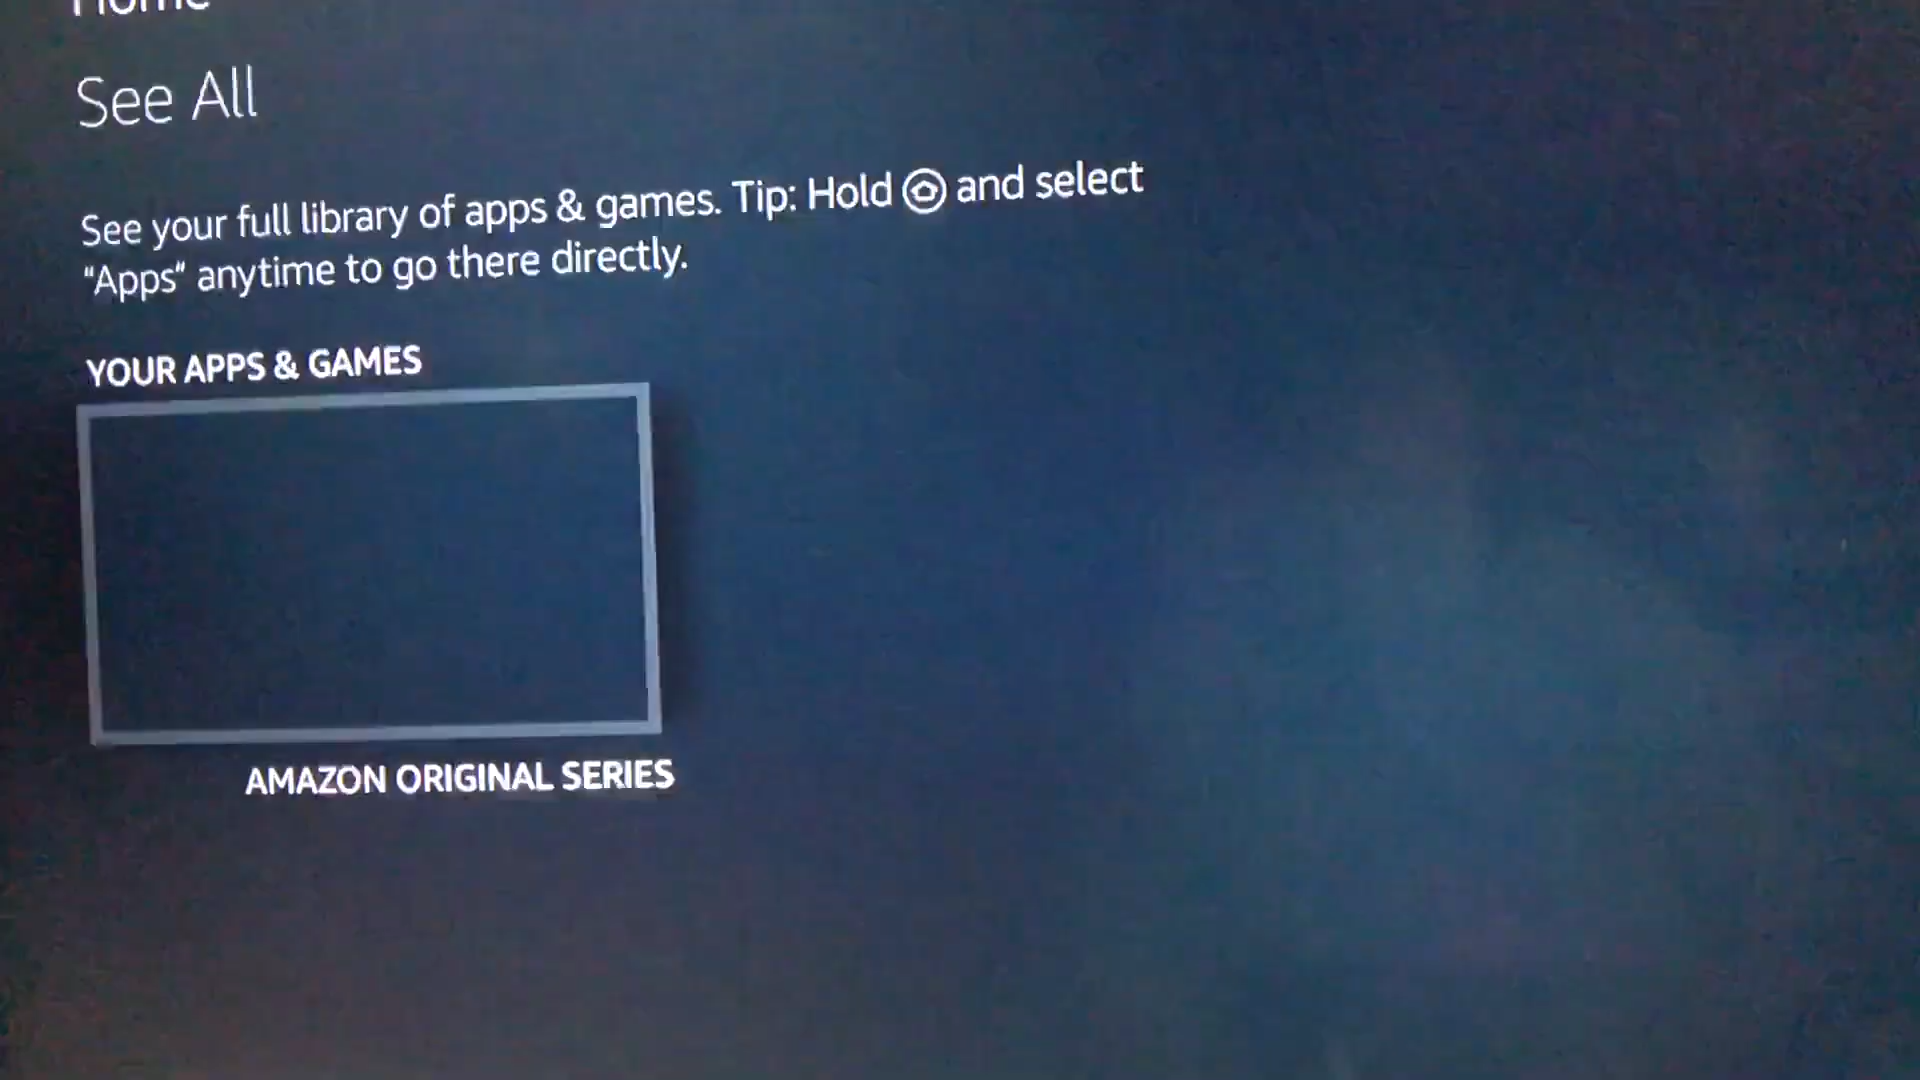 Home
See All
See your full library of apps & games. Tip: Hold and select
"Apps" anytime to go there directly.
YOUR APPS & GAMES
AMAZON ORIGINAL SERIES